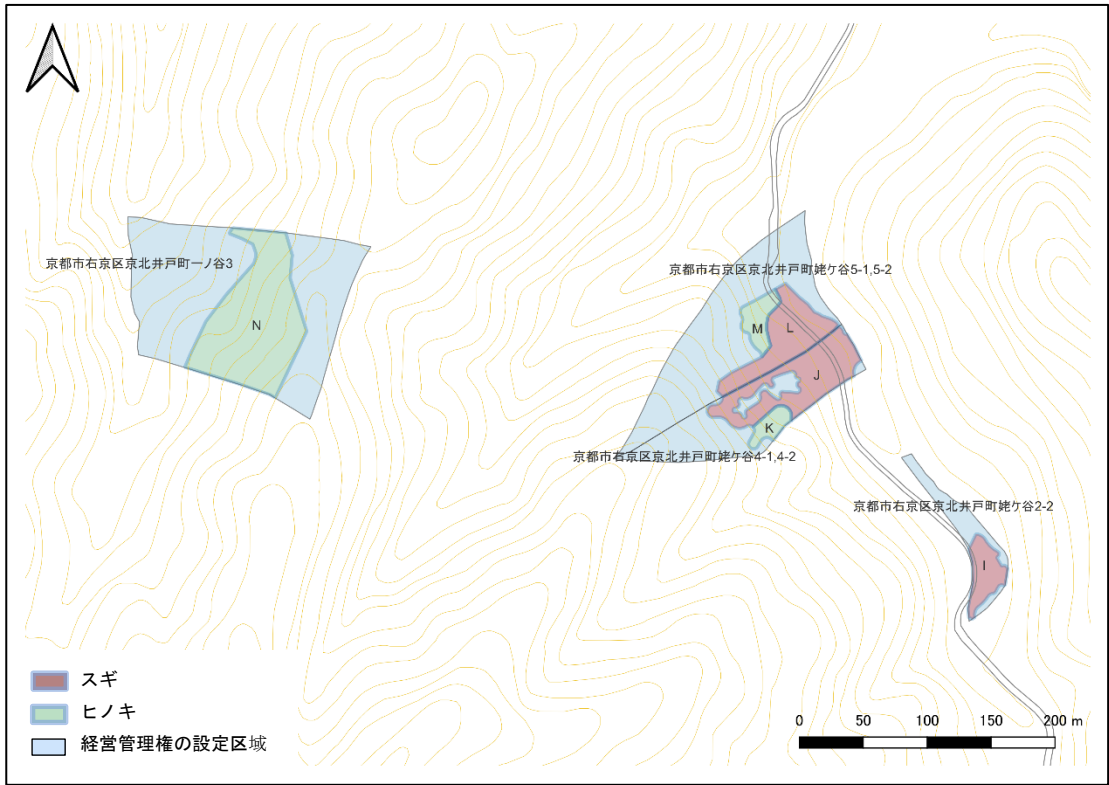 京都市右京区京北井戸町一ノ谷3
N
京都市右京区京北井戸町姥ケ谷5-1,5-2
M
L
J
K
京都市右京区京北井戸町姥ケ谷4-1,4-2
京都市右京区京北井戸町姥ケ谷2-2
I
スギ
ヒノキ
経営管理権の設定区域
0 50 100 150 200 m